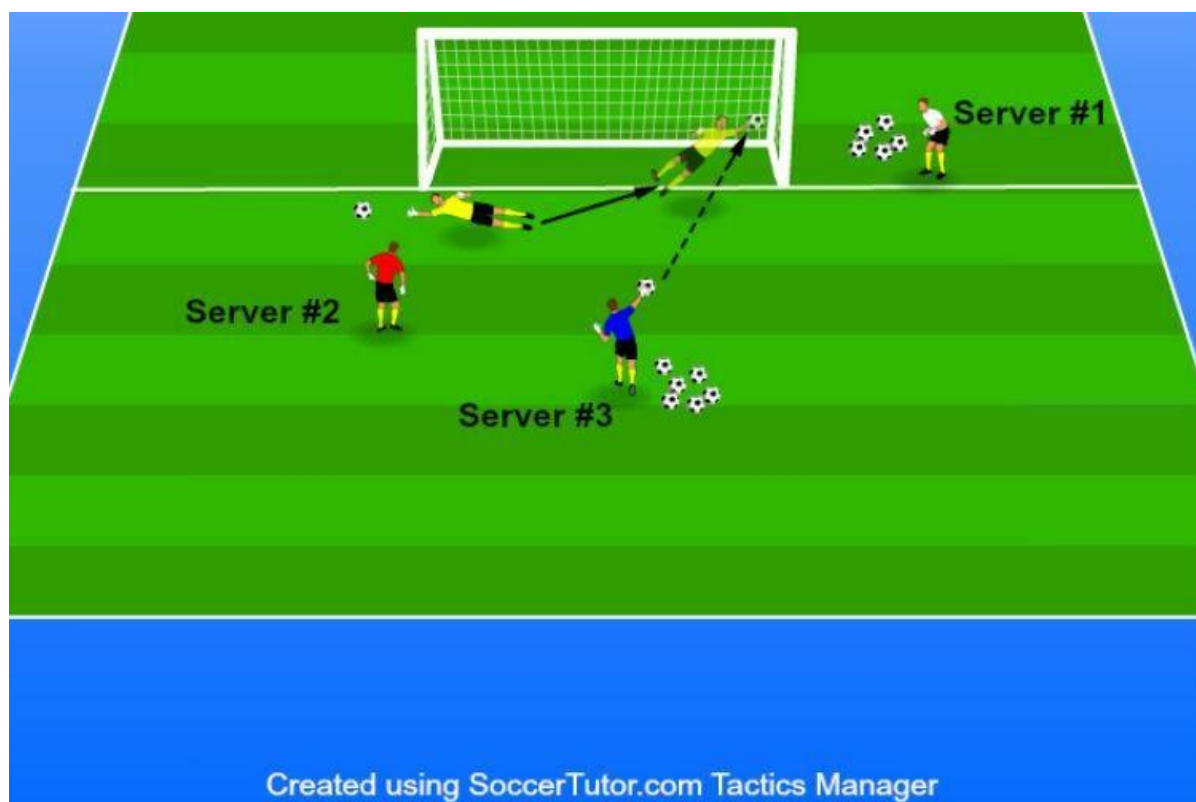 Server #1
Server #2
Server #3
Created using SoccerTutor.com Tactics Manager